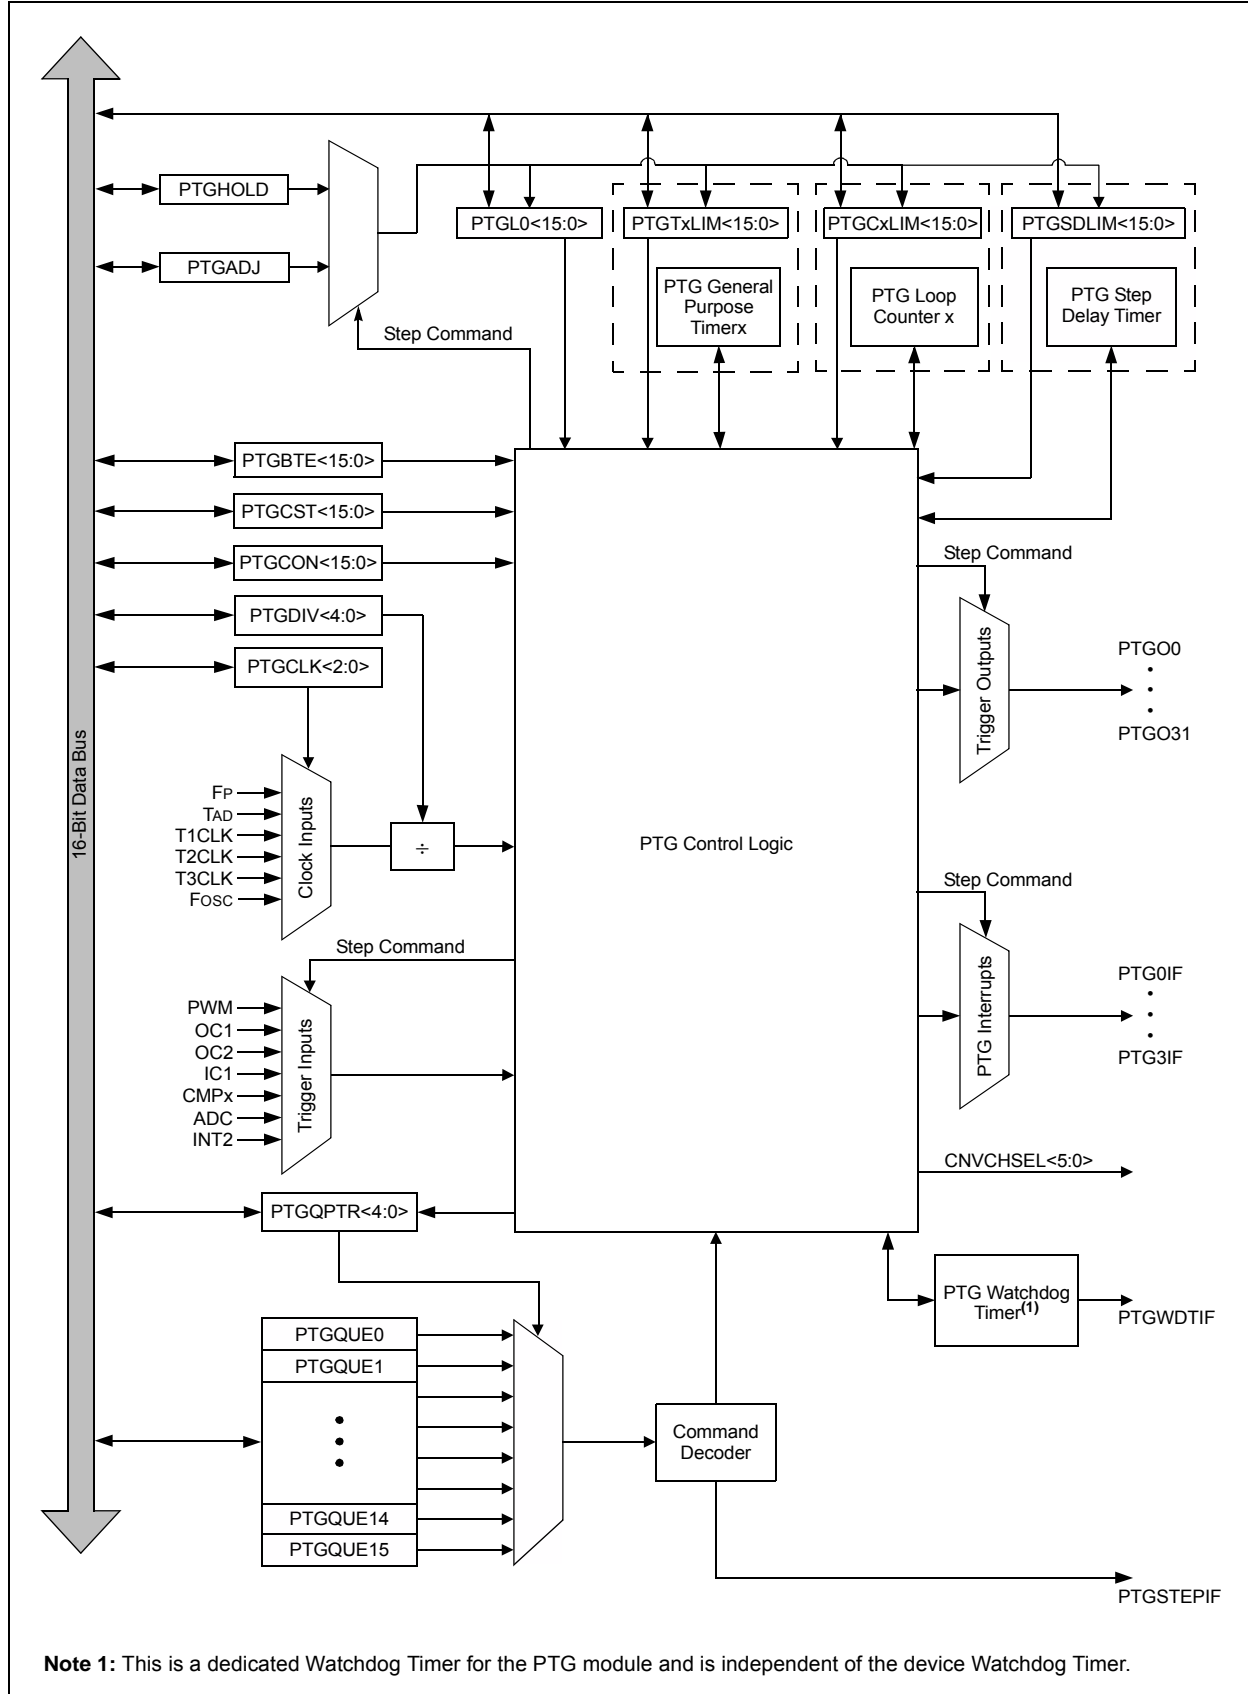 PTGHOLD
PTGADJ
PTGL0<15:0>
PTGTxLIM<15:0>
PTGCxLIM<15:0>
PTGSDLIM<15:0>
PTG General
Purpose
Timerx
PTG Loop
Counter x
PTG Step
Delay Timer
Step Command
PTGBTE<15:0>
PTGCST<15:0>
PTGCON<15:0>
PTGDIV<4:0>
PTGCLK<2:0>
16-Bit Data Bus
FP
TAD
T1CLK
T2CLK
T3CLK
FOSC
Clock Inputs
÷
PTG Control Logic
Step Command
Trigger Outputs
PTGO0
PTGO31
Step Command
PTG Interrupts
PTG0IF
PTG3IF
Step Command
PWM
OC1
OC2
IC1
CMPx
ADC
INT2
Trigger Inputs
CNVCHSEL<5:0>
PTGQPTR<4:0>
PTG Watchdog
Timer(1)
PTGWDTIF
PTGQUE0
PTGQUE1
PTGQUE14
PTGQUE15
Command
Decoder
PTGSTEPIF
Note 1: This is a dedicated Watchdog Timer for the PTG module and is independent of the device Watchdog Timer.